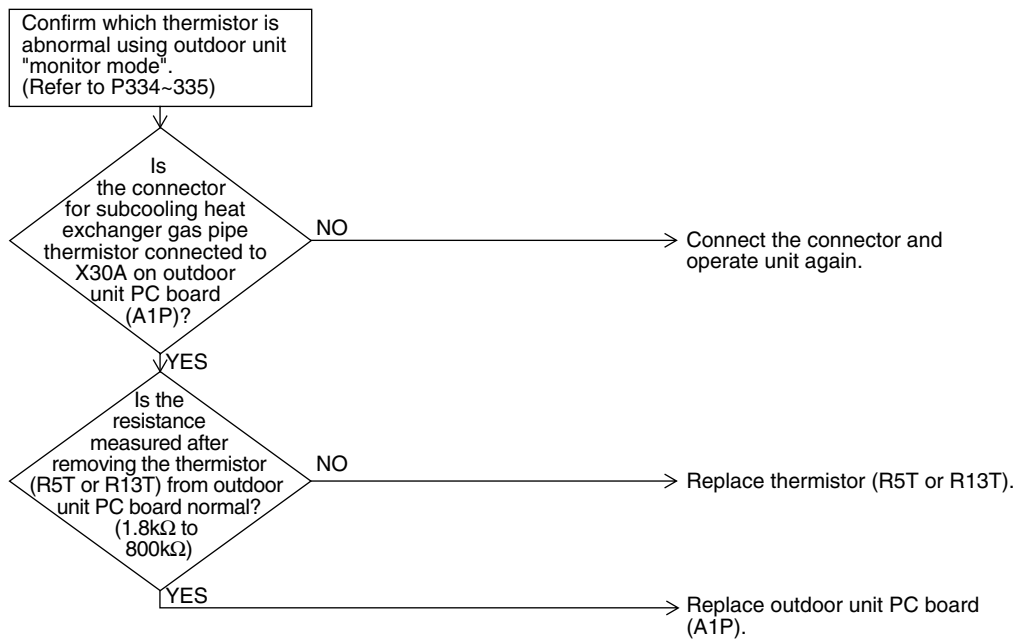 Confirm which thermistor is
abnormal using outdoor unit
"monitor mode".
(Refer to P334~335)
Is
the connector
for subcooling heat
exchanger gas pipe
thermistor connected to
X30A on outdoor
unit PC board
(A1P)?
NO
Connect the connector and
operate unit again.
YES
Is the
resistance
measured after
removing the thermistor
(R5T or R13T) from outdoor
unit PC board normal?
(1.8kΩ to
800kΩ)
NO
Replace thermistor (R5T or R13T).
YES
Replace outdoor unit PC board
(A1P).